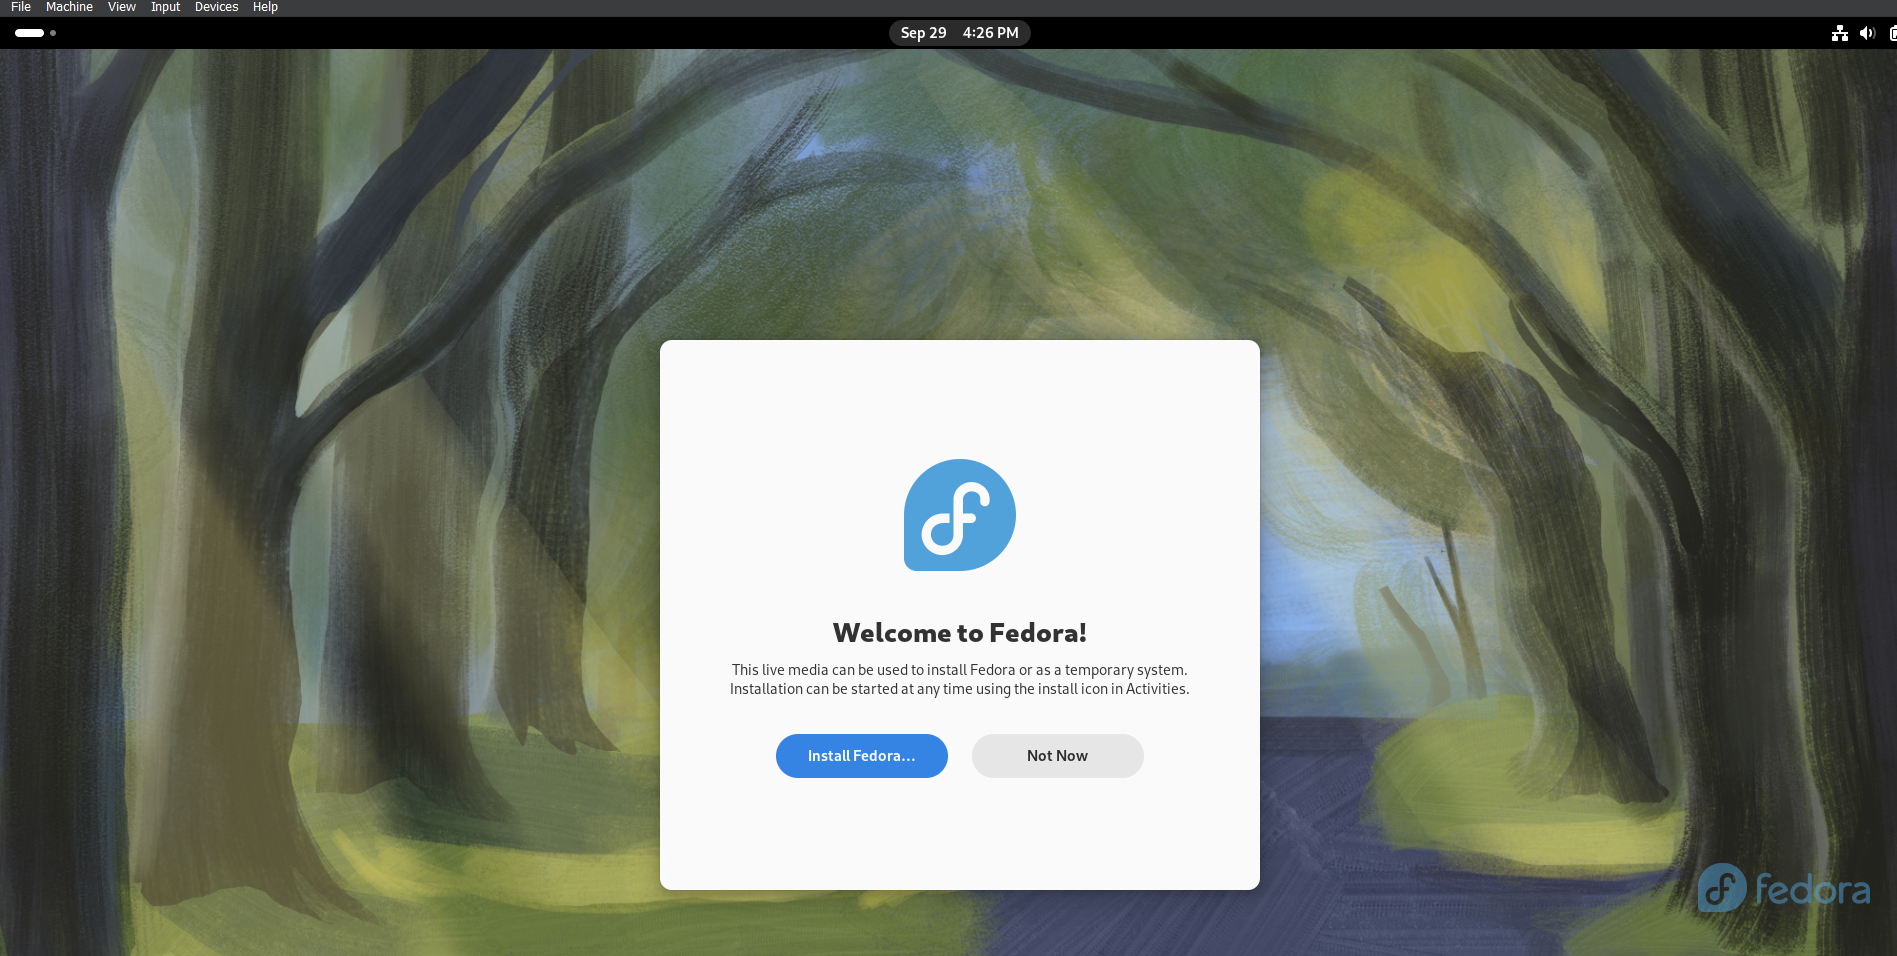 File Machine View Input Devices Help
Sep 29 4:26 PM
Welcome to Fedora!
This live media can be used to install Fedora or as a temporary system.
Installation can be started at any time using the install icon in Activities.
Install Fedora... Not Now
fedora